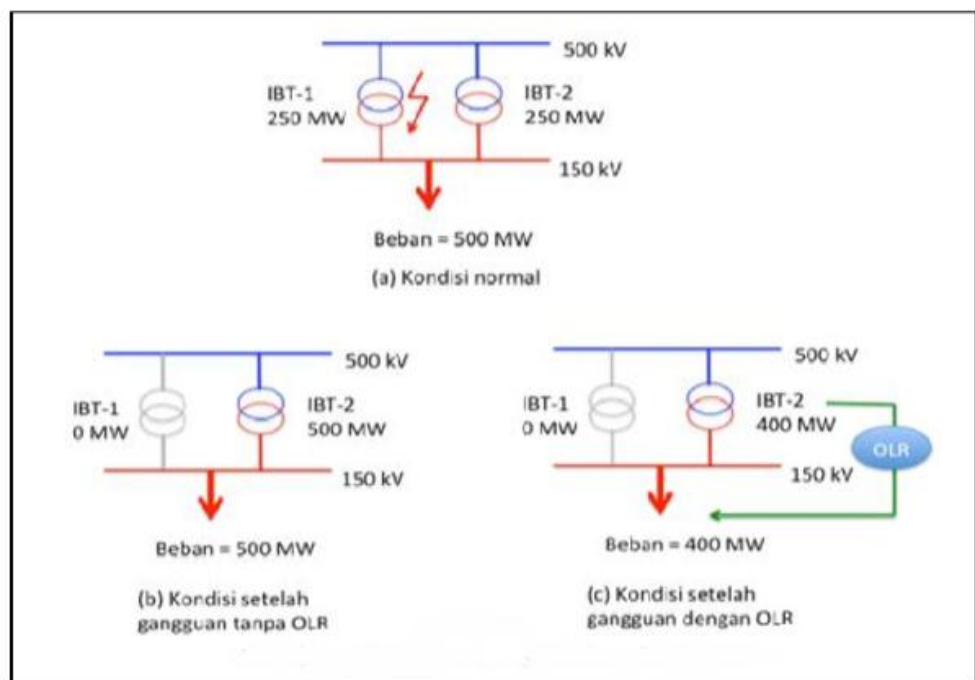 500 kV
IBT-1
250 MW
IBT-2
250 MW
150 kV
Beban = 500 MW
(a) Kondisi normal
500 kV
IBT-1
0 MW
IBT-2
500 MW
150 kV
Beban = 500 MW
(b) Kondisi setelah
gangguan tanpa OLR
500 kV
IBT-1
0 MW
IBT-2
400 MW
OLR
150 kV
Beban = 400 MW
(c) Kondisi setelah
gangguan dengan OLR